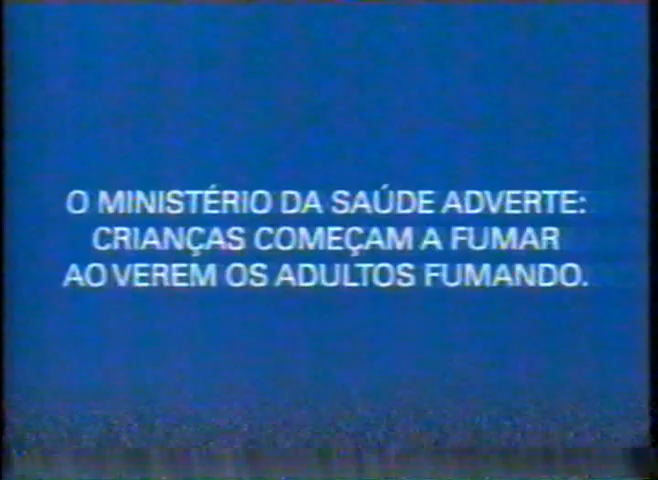 O MINISTÉRIO DA SAÚDE ADVERTE:
CRIANÇAS COMEÇAM A FUMAR
AO VEREM OS ADULTOS FUMANDO.